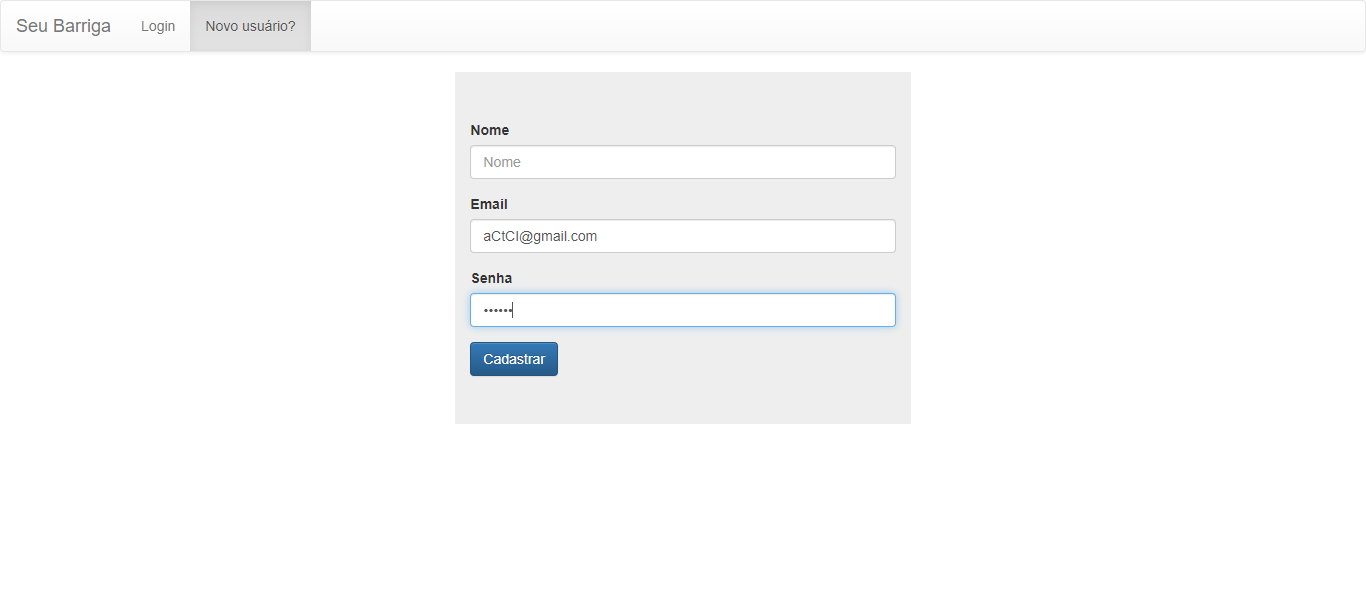 Seu Barriga Login Novo usuário?
Nome
Nome
Email
aCtCI@gmail.com
Senha
••••••
Cadastrar